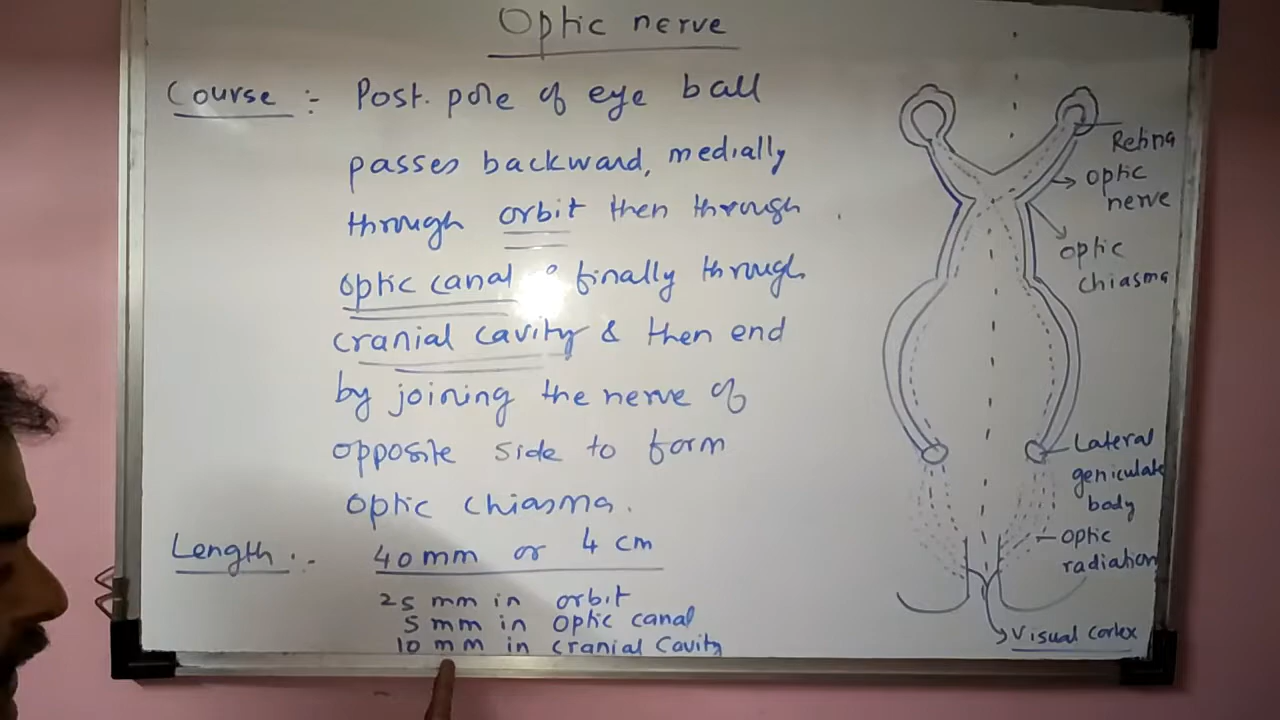 Optic nerve
Course :- Post. pole of eye ball
passes backward, medially
through orbit then through
optic canal & finally through
cranial cavity & then end
by joining the nerve of
opposite side to form
optic chiasma.
Length :- 40 mm or 4 cm
25 mm in orbit
5 mm in optic canal
10 mm in cranial cavity
Retina
optic
nerve
optic
chiasma
Lateral
geniculate
body
optic
radiation
Visual cortex